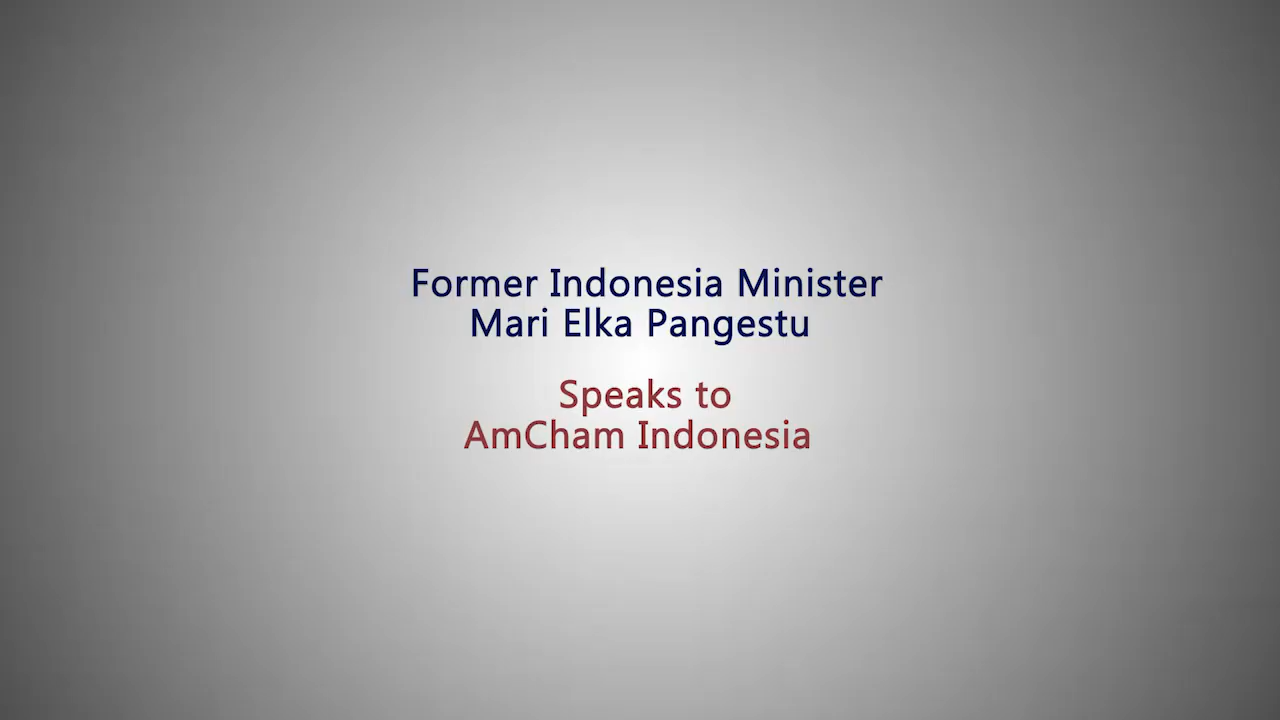 Former Indonesia Minister
Mari Elka Pangestu
Speaks to
AmCham Indonesia